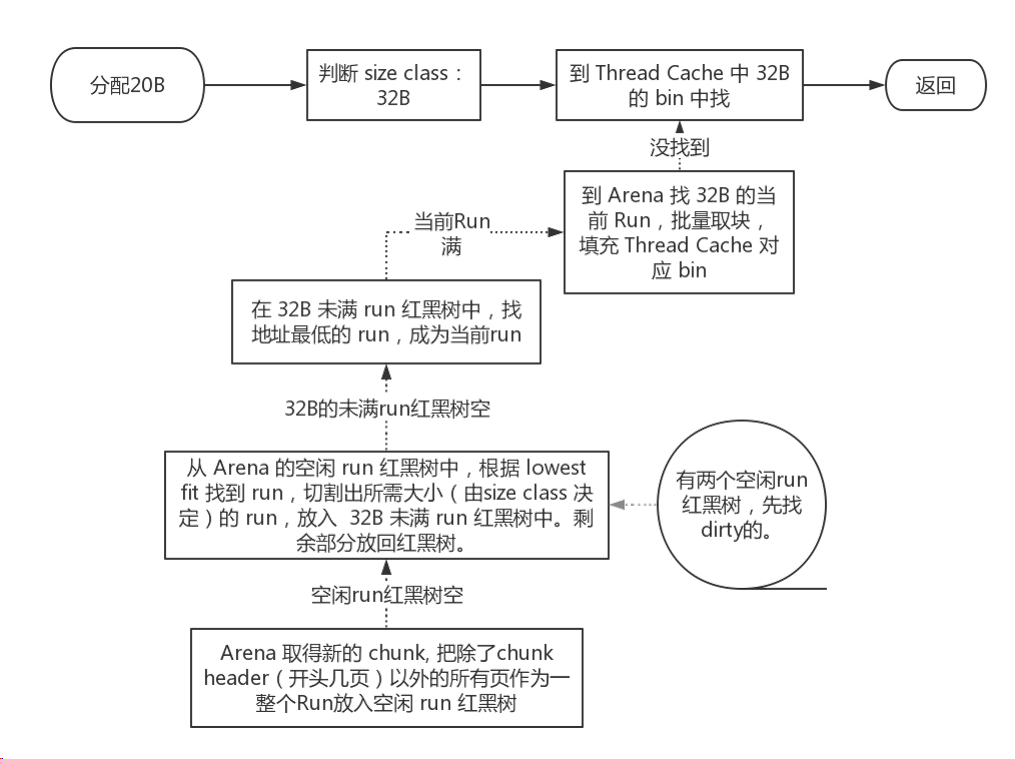 分配20B
判断 size class：
32B
到 Thread Cache 中 32B
的 bin 中找
返回
没找到
到 Arena 找 32B 的当
前 Run，批量取块，
填充 Thread Cache 对
应 bin
当前Run
满
在 32B 未满 run 红黑树中，找
地址最低的 run，成为当前run
32B的未满run红黑树空
从 Arena 的空闲 run 红黑树中，根据 lowest
fit 找到 run，切割出所需大小（由size class 决
定）的 run，放入 32B 未满 run 红黑树中。剩
余部分放回红黑树。
有两个空闲run
红黑树，先找
dirty的。
空闲run红黑树空
Arena 取得新的 chunk, 把除了chunk
header（开头几页）以外的所有页作为一
整个Run放入空闲 run 红黑树